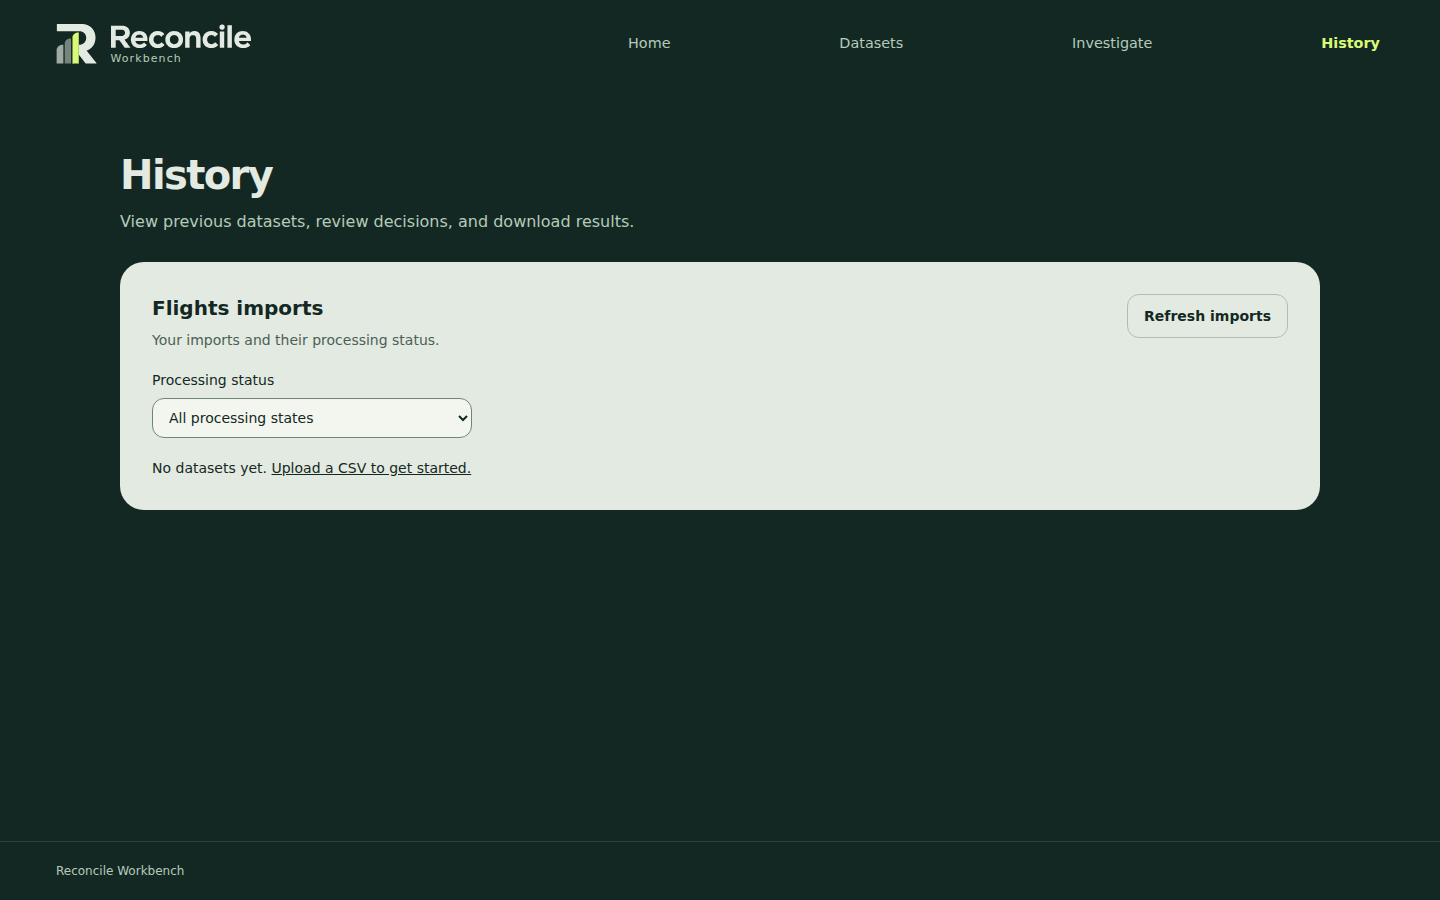 Reconcile
Workbench
Home
Datasets
Investigate
History
History
View previous datasets, review decisions, and download results.
Flights imports
Refresh imports
Your imports and their processing status.
Processing status
All processing states
No datasets yet. Upload a CSV to get started.
Reconcile Workbench